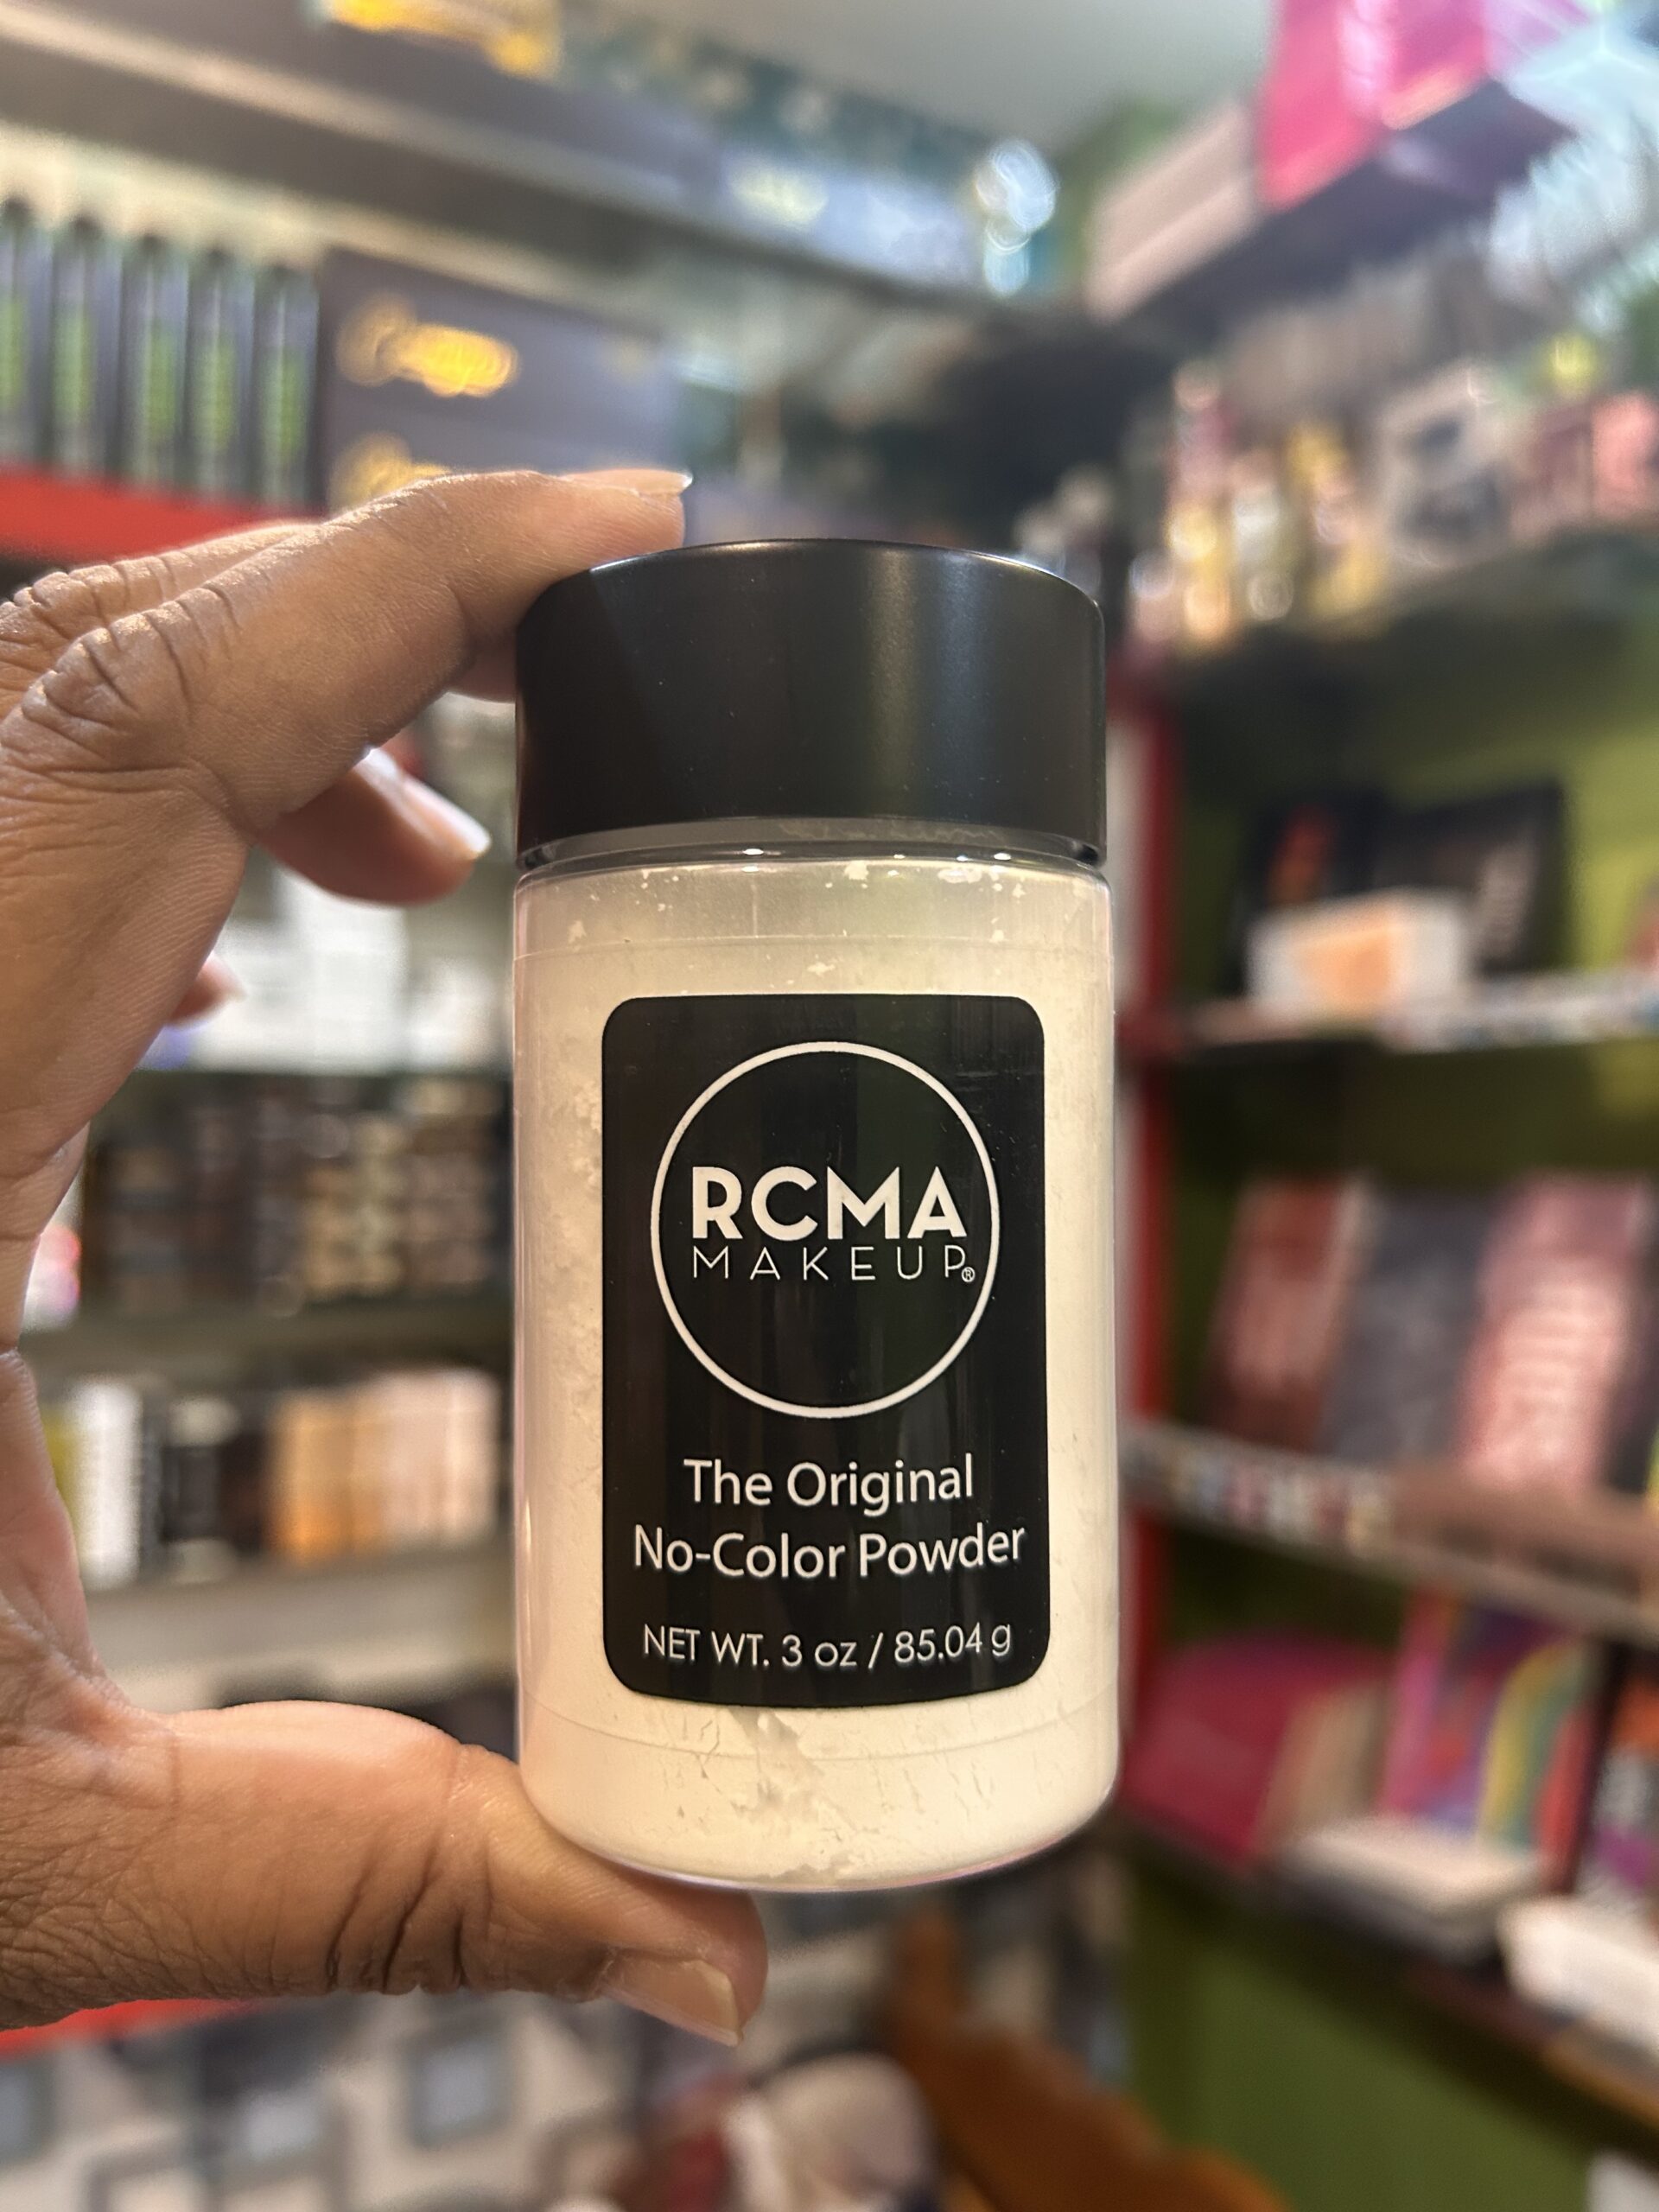 RCMA
MAKEUP®
The Original
No-Color Powder
NET WT. 3 oz / 85.04 g